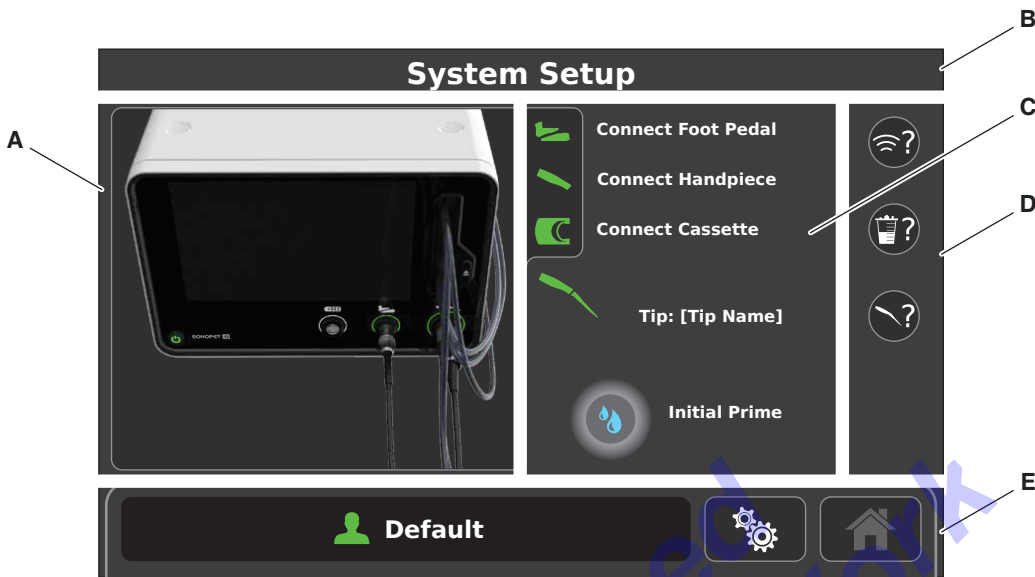 B
System Setup
C
A
Connect Foot Pedal
?
Connect Handpiece
D
Connect Cassette
?
Tip: [Tip Name]
?
Initial Prime
E
Default